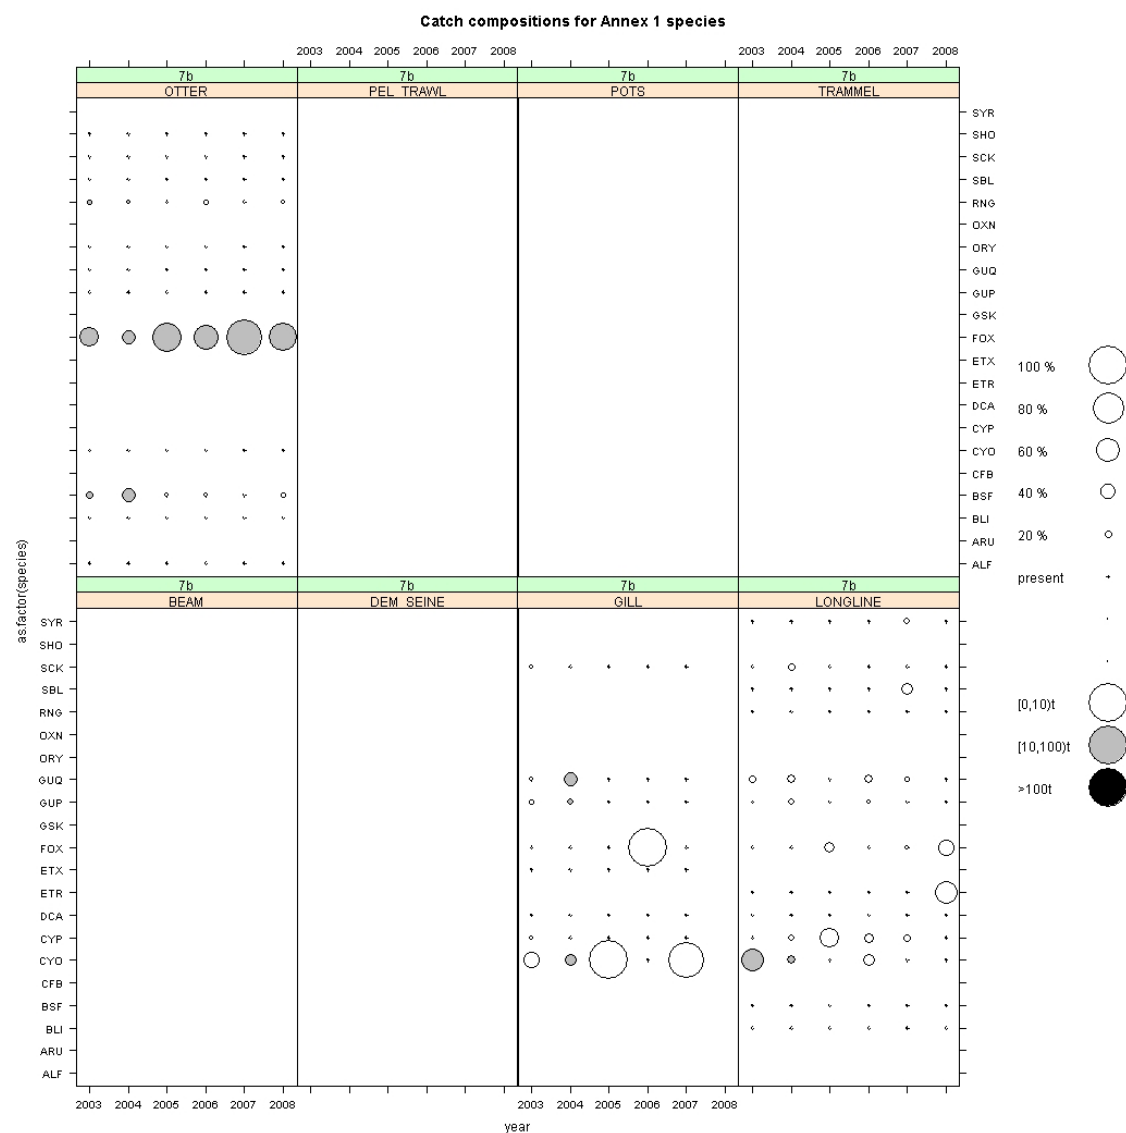 Catch compositions for Annex 1 species
2003 2004 2005 2006 2007 2008 2003 2004 2005 2006 2007 2008
7b 7b 7b 7b
OTTER PEL TRAWL POTS TRAMMEL
SYR
SHO
SCK
SBL
RNG
OXN
ORY
GUQ
GUP
GSK
FOX
ETX
ETR
DCA
CYP
CYO
CFB
BSF
BLI
ARU
ALF
100 %
80 %
60 %
40 %
20 %
present
[0,10)t
[10,100)t
>100t
as.factor(species)
7b 7b 7b 7b
BEAM DEM SEINE GILL LONGLINE
SYR
SHO
SCK
SBL
RNG
OXN
ORY
GUQ
GUP
GSK
FOX
ETX
ETR
DCA
CYP
CYO
CFB
BSF
BLI
ARU
ALF
2003 2004 2005 2006 2007 2008 2003 2004 2005 2006 2007 2008
year